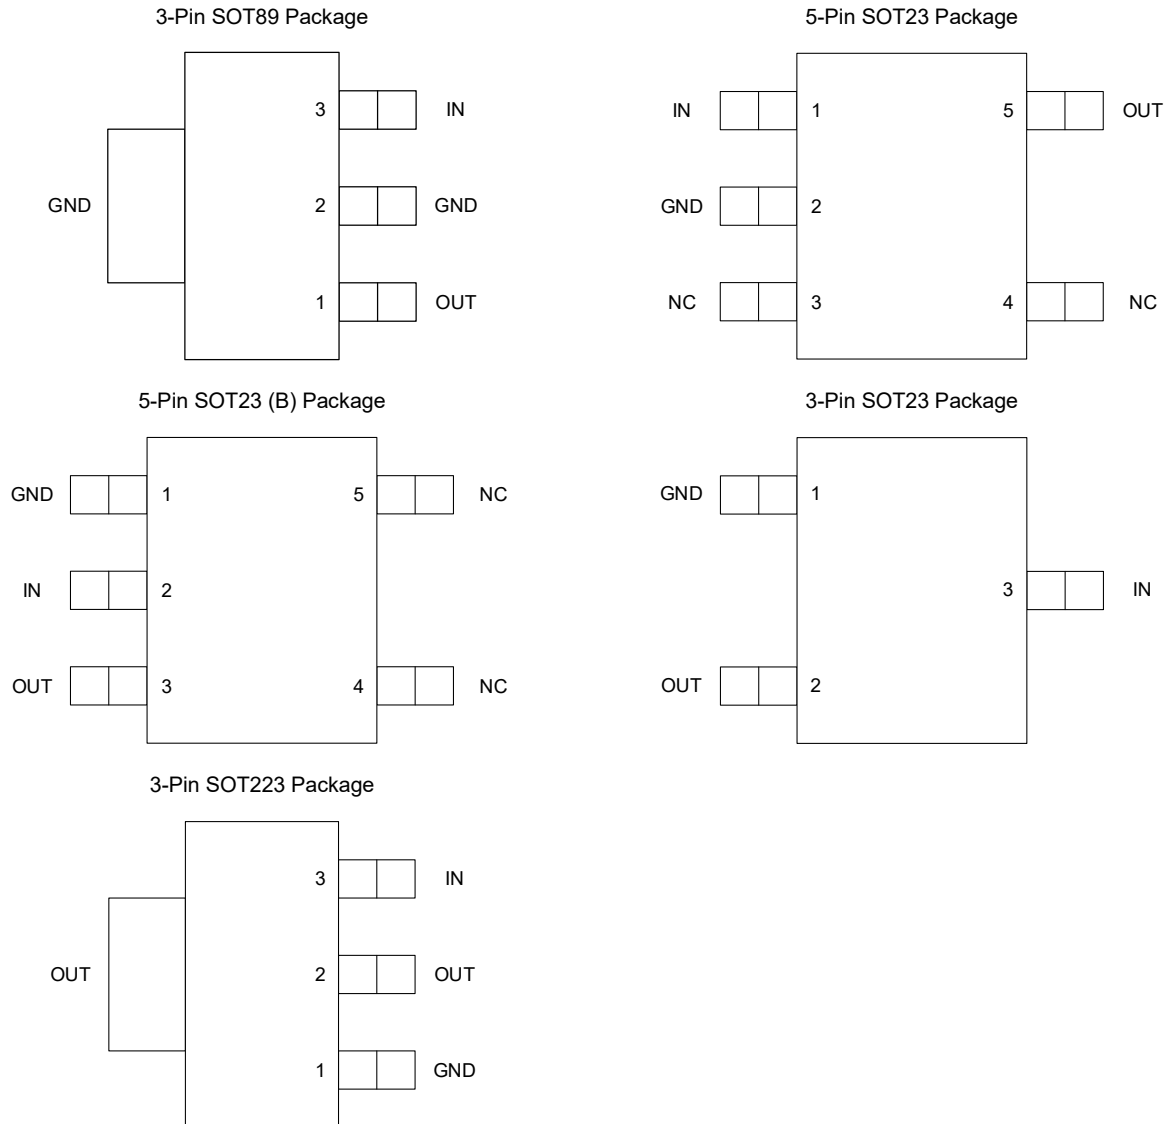 3-Pin SOT89 Package
3 IN
GND 2 GND
1 OUT
5-Pin SOT23 Package
IN 1 5 OUT
GND 2
NC 3 4 NC
5-Pin SOT23 (B) Package
GND 1 5 NC
IN 2
OUT 3 4 NC
3-Pin SOT23 Package
GND 1
3 IN
OUT 2
3-Pin SOT223 Package
3 IN
OUT 2 OUT
1 GND